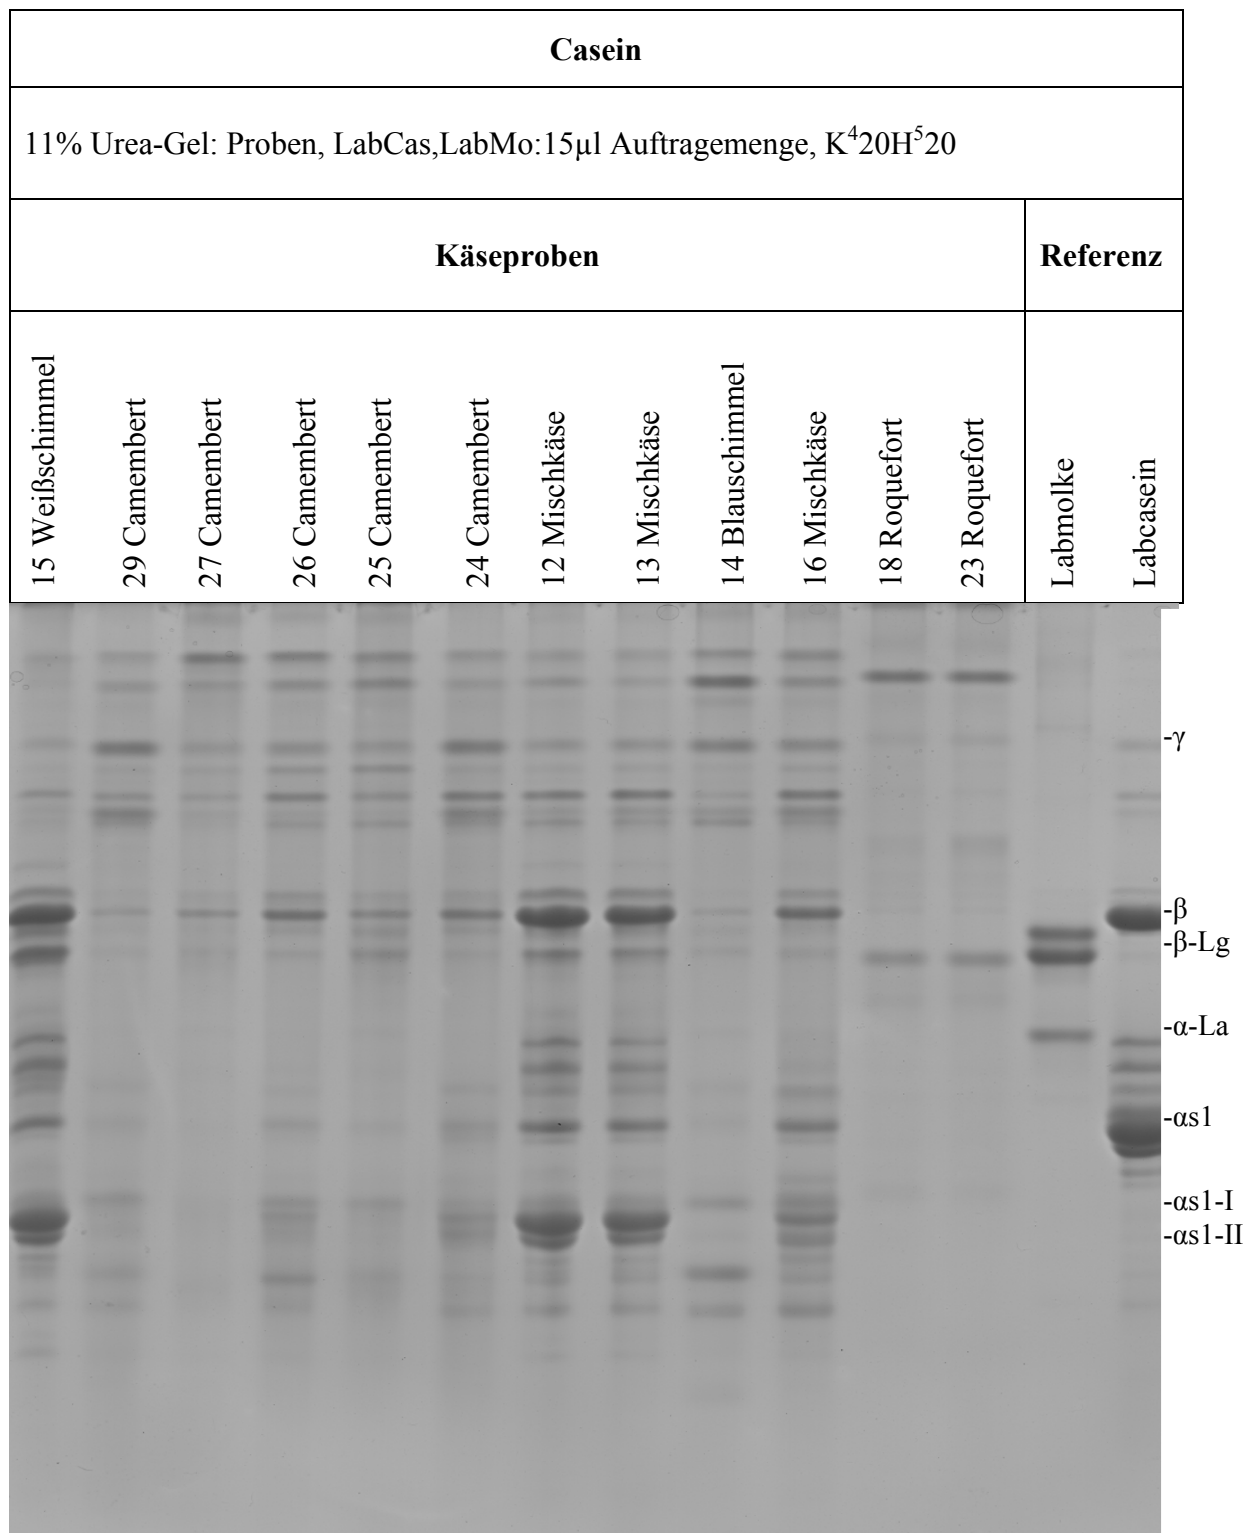 Casein
11% Urea-Gel: Proben, LabCas,LabMo:15µl Auftragemenge, K⁴20H⁵20
Käseproben
Referenz
15 Weißschimmel
29 Camembert
27 Camembert
26 Camembert
25 Camembert
24 Camembert
12 Mischkäse
13 Mischkäse
14 Blauschimmel
16 Mischkäse
18 Roquefort
23 Roquefort
Labmolke
Labcasein
-γ
-β
-β-Lg
-α-La
-αs1
-αs1-I
-αs1-II